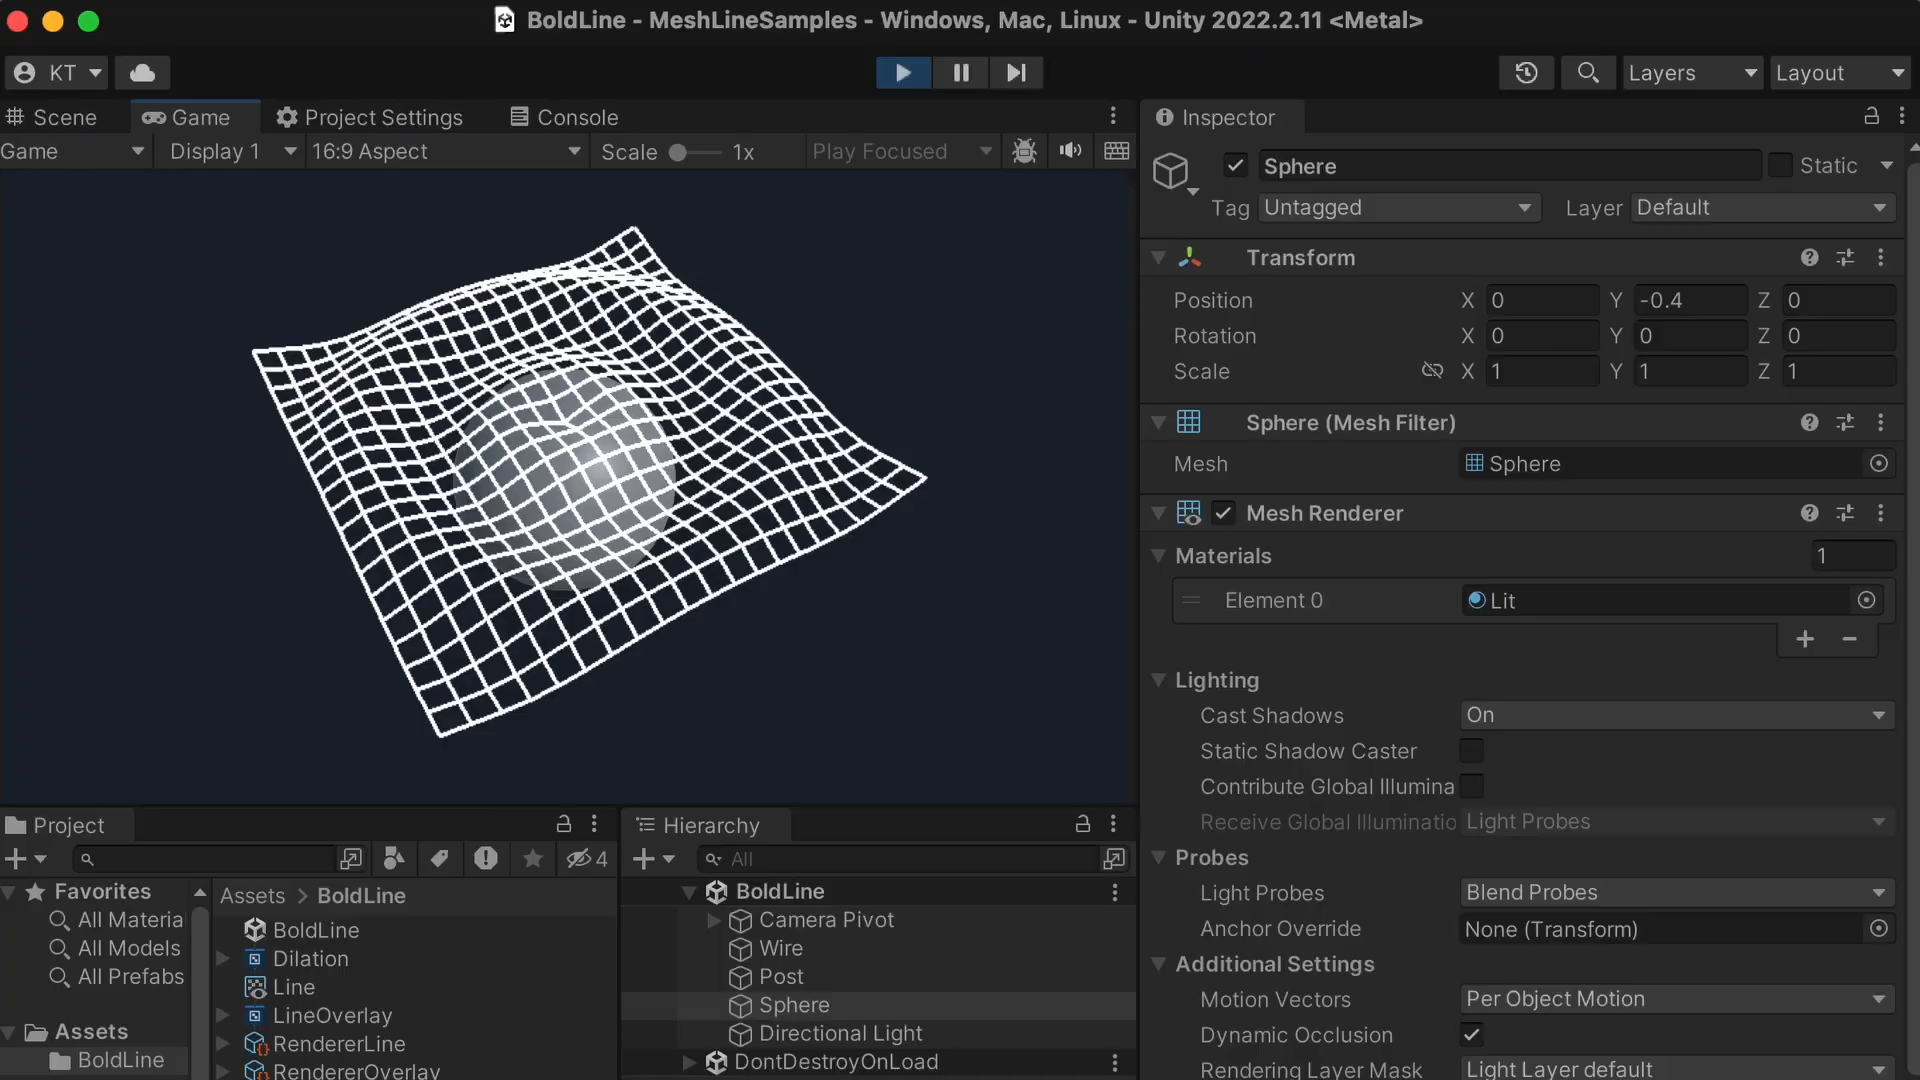 BoldLine - MeshLineSamples - Windows, Mac, Linux - Unity 2022.2.11 <Metal>
KT
Layers
Layout
Scene
Game
Project Settings
Console
Game
Display 1
16:9 Aspect
Scale
1x
Play Focused
Inspector
Sphere
Static
Tag
Untagged
Layer
Default
Transform
Position X 0 Y -0.4 Z 0
Rotation X 0 Y 0 Z 0
Scale X 1 Y 1 Z 1
Sphere (Mesh Filter)
Mesh
Sphere
Mesh Renderer
Materials
1
Element 0
Lit
Lighting
Cast Shadows
On
Static Shadow Caster
Contribute Global Illumina
Receive Global Illuminatio
Light Probes
Probes
Light Probes
Blend Probes
Anchor Override
None (Transform)
Additional Settings
Motion Vectors
Per Object Motion
Dynamic Occlusion
Rendering Layer Mask
Light Layer default
Project
4
Favorites
All Materia
All Models
All Prefabs
Assets
BoldLine
Assets > BoldLine
BoldLine
Dilation
Line
LineOverlay
RendererLine
RendererOverlay
Hierarchy
All
BoldLine
Camera Pivot
Wire
Post
Sphere
Directional Light
DontDestroyOnLoad